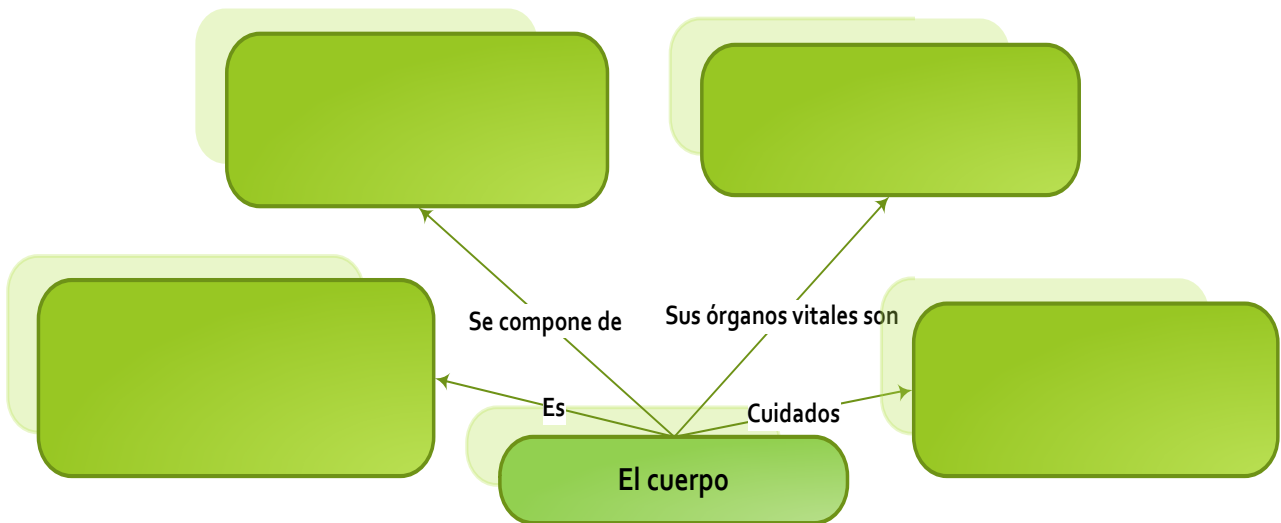 Se compone de
Sus órganos vitales son
Es
Cuidados
El cuerpo